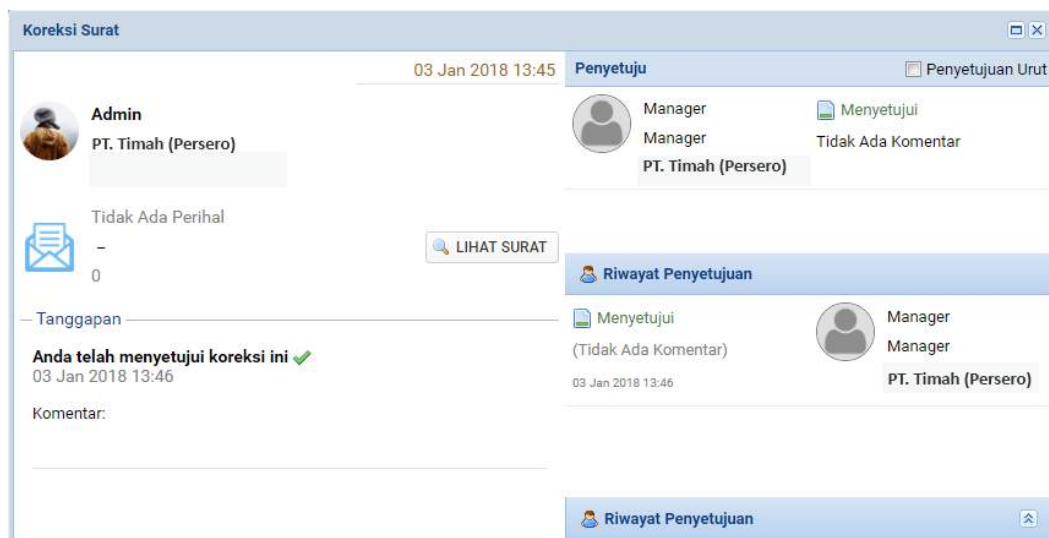 Koreksi Surat
03 Jan 2018 13:45
Admin
PT. Timah (Persero)
Tidak Ada Perihal
–
0
LIHAT SURAT
Tanggapan
Anda telah menyetujui koreksi ini
03 Jan 2018 13:46
Komentar:
Penyetuju
Penyetujuan Urut
Manager
Manager
PT. Timah (Persero)
Menyetujui
Tidak Ada Komentar
Riwayat Penyetujuan
Menyetujui
(Tidak Ada Komentar)
03 Jan 2018 13:46
Manager
Manager
PT. Timah (Persero)
Riwayat Penyetujuan